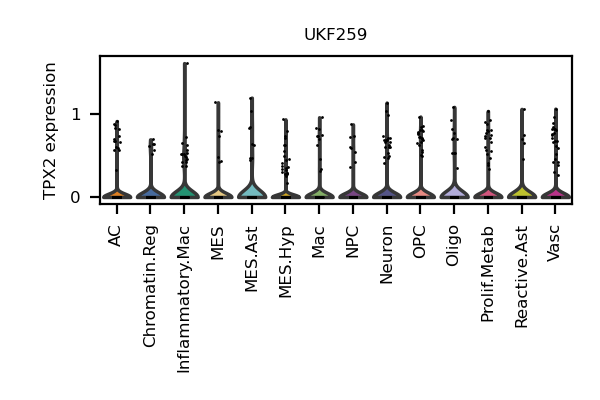 UKF259
TPX2 expression
1
0
AC
Chromatin.Reg
Inflammatory.Mac
MES
MES.Ast
MES.Hyp
Mac
NPC
Neuron
OPC
Oligo
Prolif.Metab
Reactive.Ast
Vasc